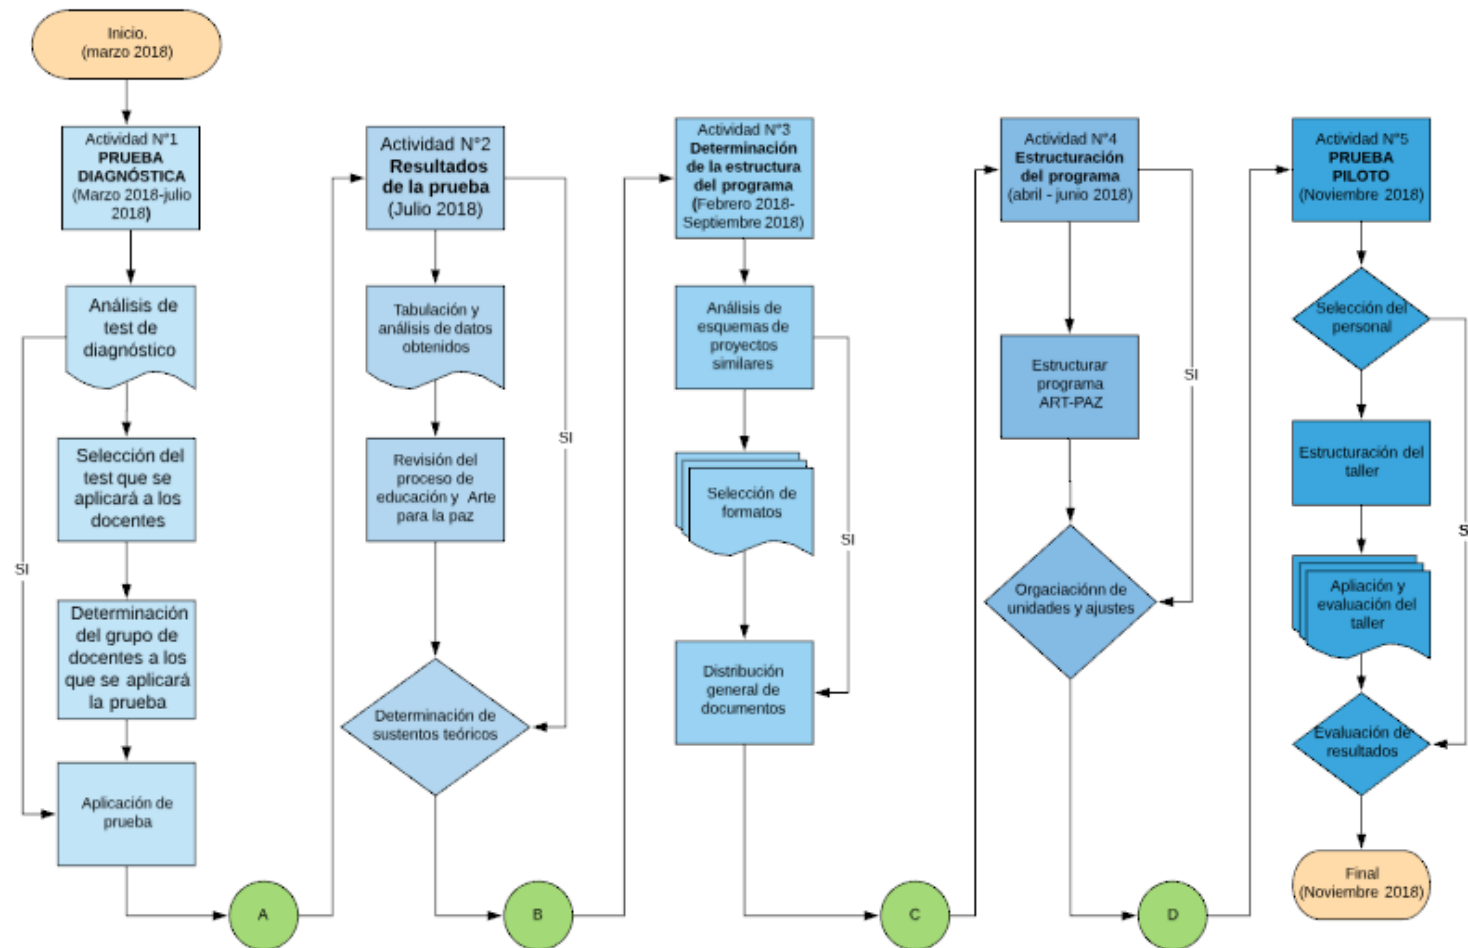 Inicio.
(marzo 2018)
Actividad N°1
PRUEBA
DIAGNÓSTICA
(Marzo 2018-julio
2018)
Análisis de
test de
diagnóstico
SI
Selección del
test que se
aplicará a los
docentes
Determinación
del grupo de
docentes a los
que se aplicará
la prueba
Aplicación de
prueba
A
Actividad N°2
Resultados
de la prueba
(Julio 2018)
Tabulación y
análisis de datos
obtenidos
SI
Revisión del
proceso de
educación y Arte
para la paz
Determinación de
sustentos teóricos
B
Actividad N°3
Determinación
de la estructura
del programa
(Febrero 2018-
Septiembre 2018)
Análisis de
esquemas de
proyectos
similares
Selección de
formatos
SI
Distribución
general de
documentos
C
Actividad N°4
Estructuración
del programa
(abril - junio 2018)
SI
Estructurar
programa
ART-PAZ
Orgaciaciónn de
unidades y ajustes
D
Actividad N°5
PRUEBA
PILOTO
(Noviembre 2018)
Selección del
personal
Estructuración del
taller
S
Apliación y
evaluación del
taller
Evaluación de
resultados
Final
(Noviembre 2018)